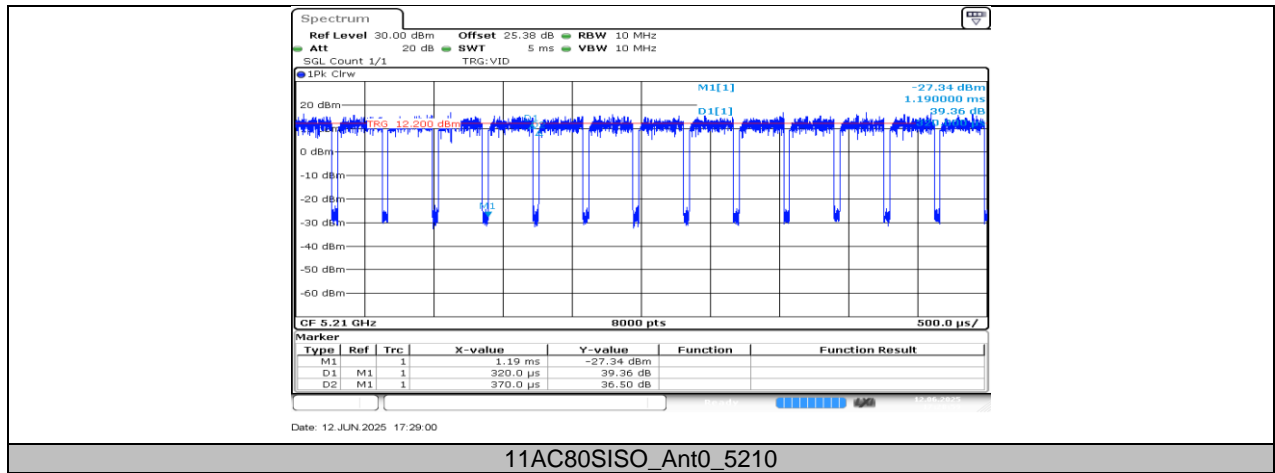 Spectrum
Ref Level 30.00 dBm Offset 25.38 dB RBW 10 MHz
Att 20 dB SWT 5 ms VBW 10 MHz
SGL Count 1/1 TRG:VID
1Pk Clrw
M1[1] -27.34 dBm
1.190000 ms
20 dBm
D1[1] 39.36 dB
TRG 12.200 dBm
D1
0 dBm
-10 dBm
-20 dBm
M1
-30 dBm
-40 dBm
-50 dBm
-60 dBm
CF 5.21 GHz 8000 pts 500.0 µs/
Marker
Type Ref Trc X-value Y-value Function Function Result
M1 1 1.19 ms -27.34 dBm
D1 M1 1 320.0 µs 39.36 dB
D2 M1 1 370.0 µs 36.50 dB
Ready 12.06.2025
Date: 12.JUN.2025 17:29:00
11AC80SISO_Ant0_5210